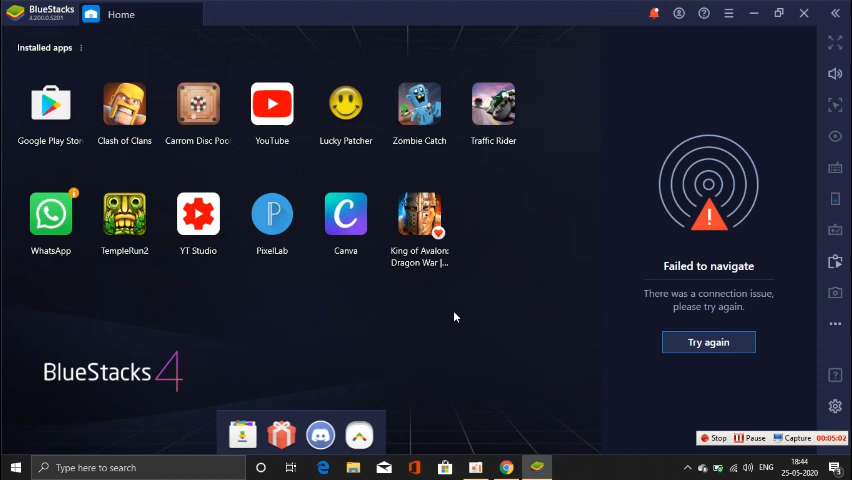 BlueStacks
4.200.0.5201
Home
Installed apps
Google Play Store
Clash of Clans
Carrom Disc Poo
YouTube
Lucky Patcher
Zombie Catch
Traffic Rider
WhatsApp
TempleRun2
YT Studio
PixelLab
Canva
King of Avalon:
Dragon War |...
Failed to navigate
There was a connection issue,
please try again.
Try again
BlueStacks 4
Stop
Pause
Capture
00:05:02
Type here to search
ENG
18:44
25-05-2020
3